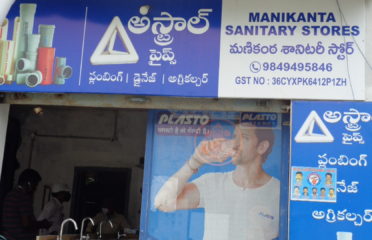 అస్ట్రాల్
పైప్స్
ప్లంబింగ్ | డ్రైనేజ్ | అగ్రికల్చర్
MANIKANTA
SANITARY STORES
మణికంఠ శానిటరీ స్టోర్
9849495846
GST NO : 36CYXPK6412P1ZH
PLASTO
PLASTO
అస్ట్రా
పైప్స్
ప్లంబింగ్
నేజ్
అగ్రికల్చర్